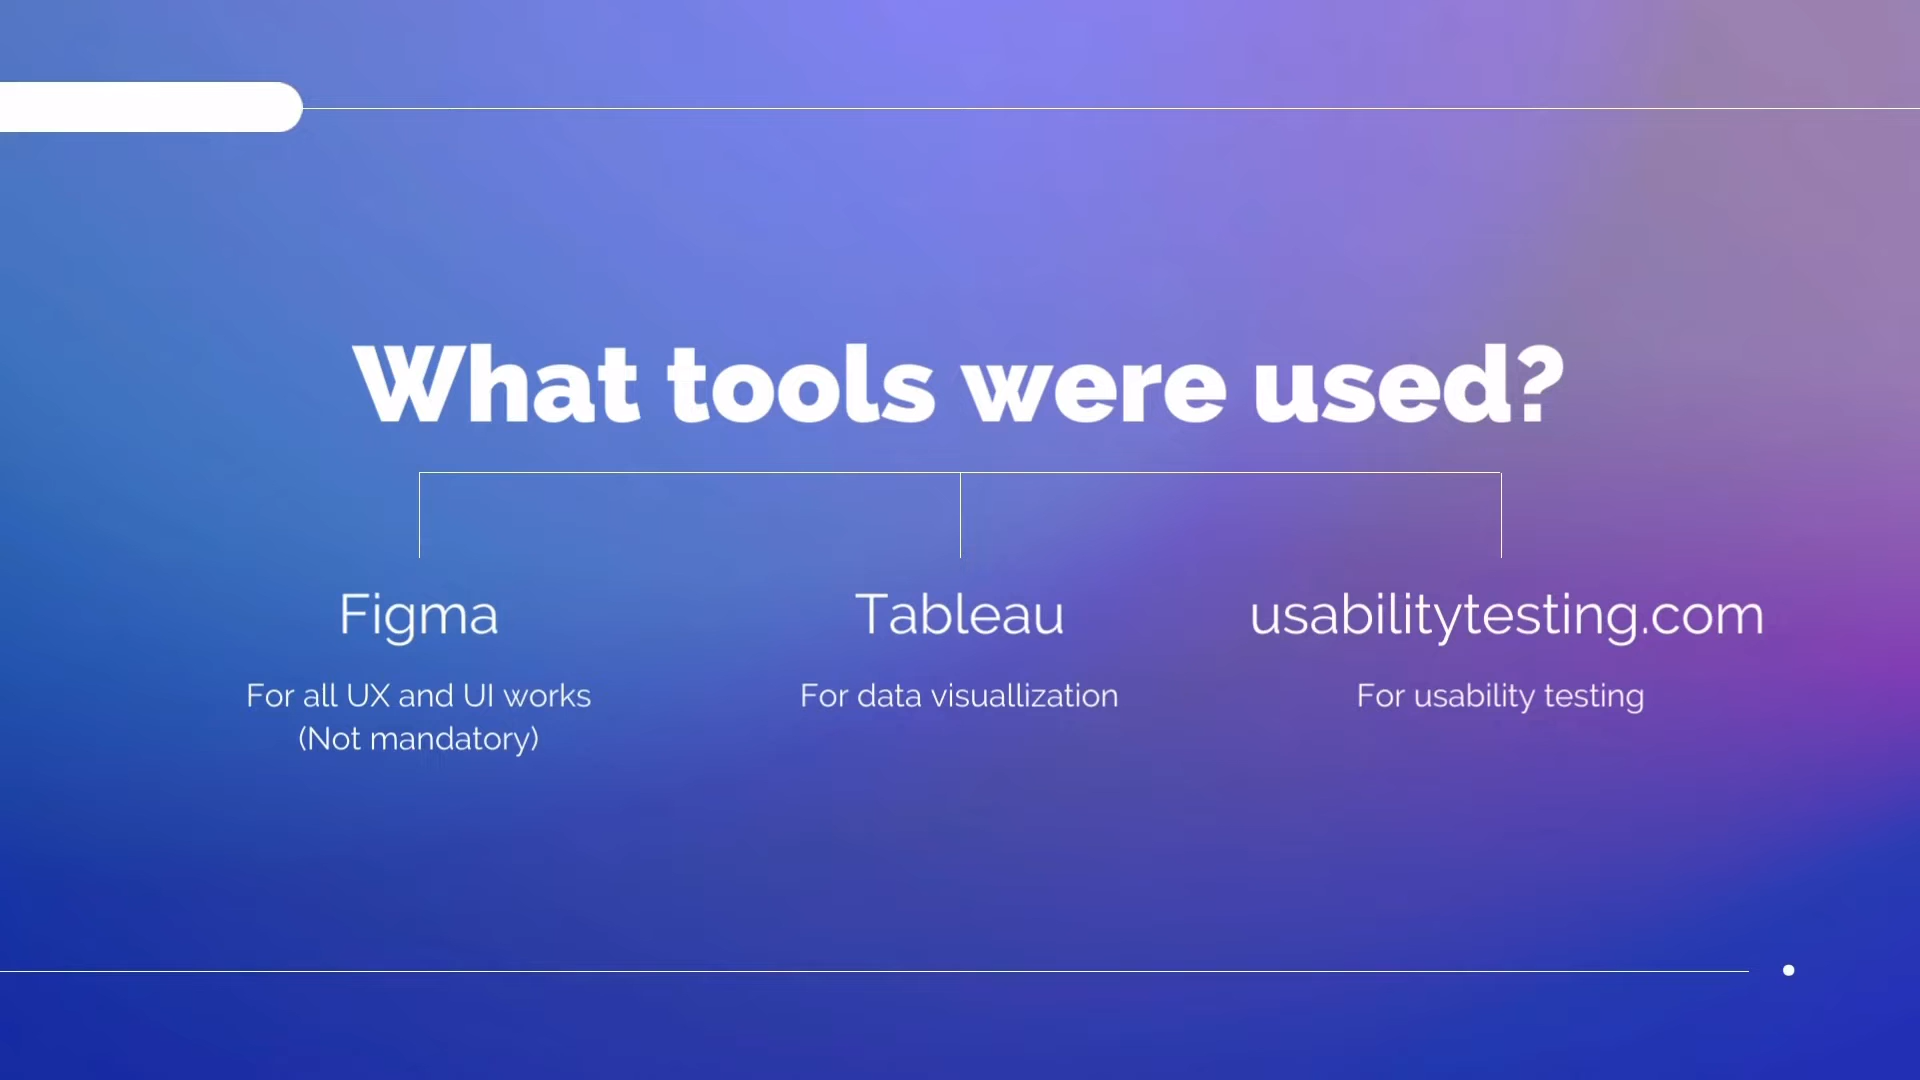 What tools were used?
Figma
Tableau
usabilitytesting.com
For all UX and UI works
(Not mandatory)
For data visuallization
For usability testing